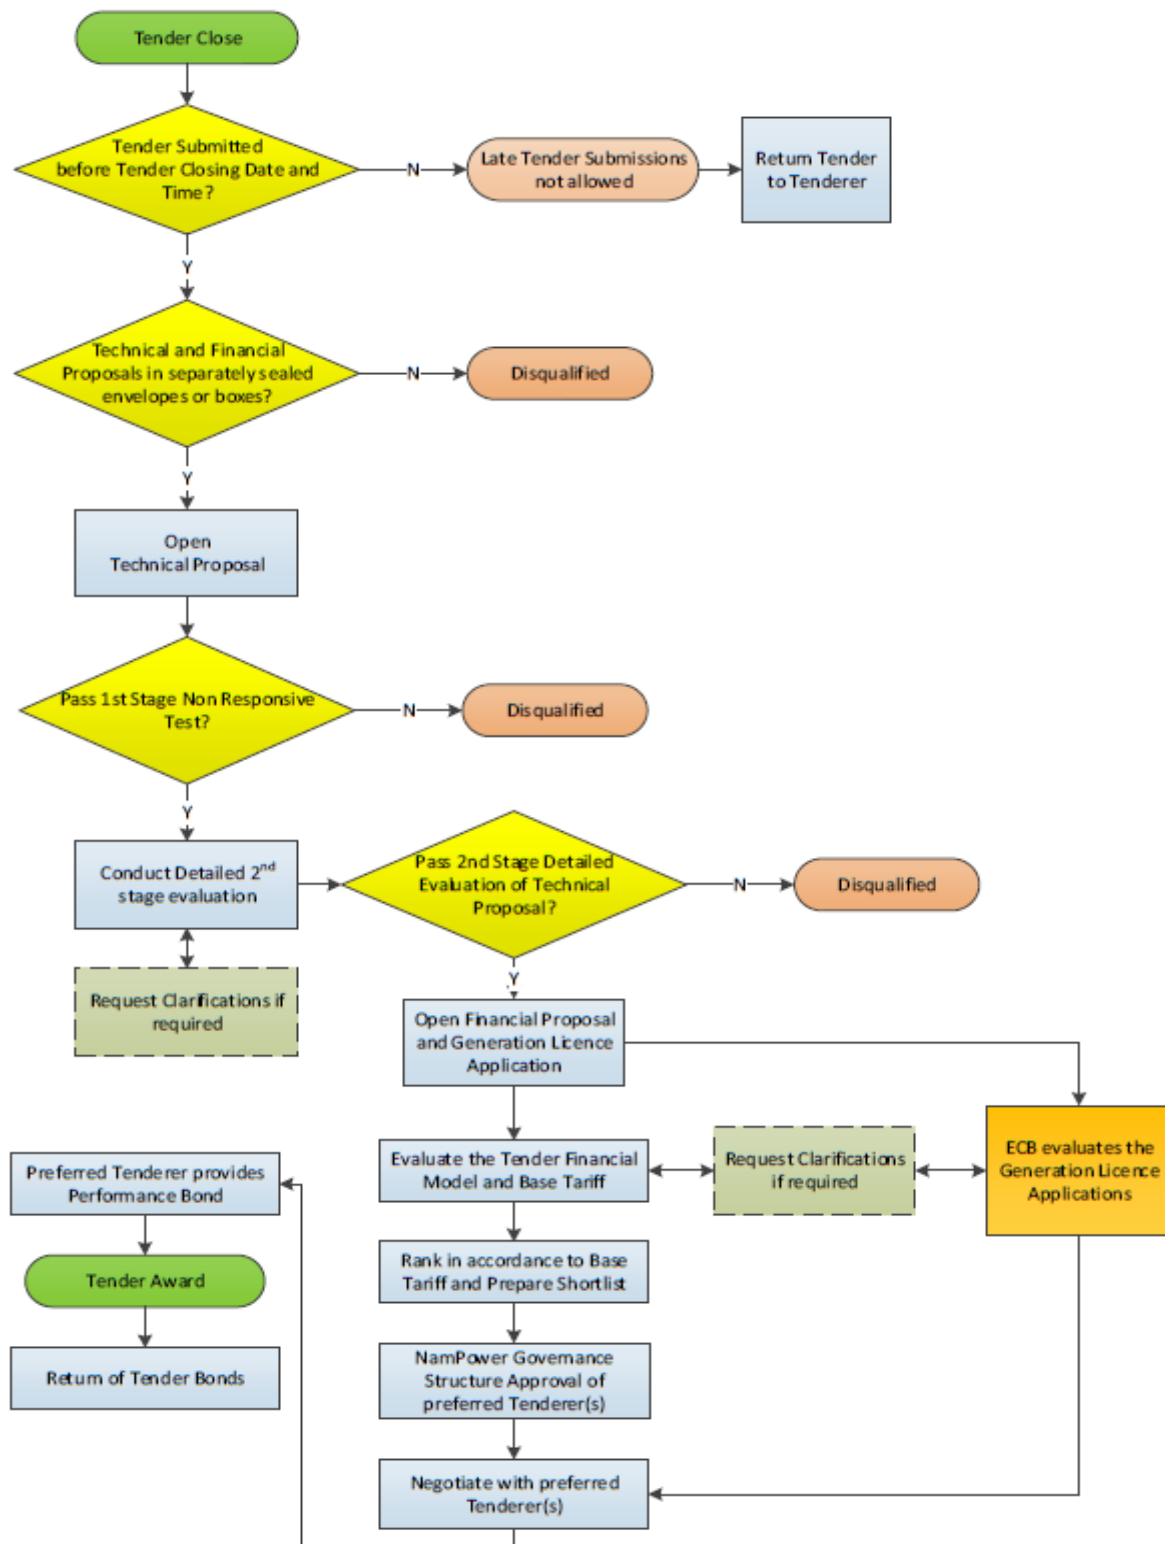 Tender Close
Tender Submitted
before Tender Closing Date and
Time?
N
Late Tender Submissions
not allowed
Return Tender
to Tenderer
Y
Technical and Financial
Proposals in separately sealed
envelopes or boxes?
N
Disqualified
Y
Open
Technical Proposal
Pass 1st Stage Non Responsive
Test?
N
Disqualified
Y
Conduct Detailed 2nd
stage evaluation
Pass 2nd Stage Detailed
Evaluation of Technical
Proposal?
N
Disqualified
Request Clarifications if
required
Y
Open Financial Proposal
and Generation Licence
Application
Evaluate the Tender Financial
Model and Base Tariff
Request Clarifications
if required
ECB evaluates the
Generation Licence
Applications
Preferred Tenderer provides
Performance Bond
Rank in accordance to Base
Tariff and Prepare Shortlist
Tender Award
NamPower Governance
Structure Approval of
preferred Tenderer(s)
Return of Tender Bonds
Negotiate with preferred
Tenderer(s)